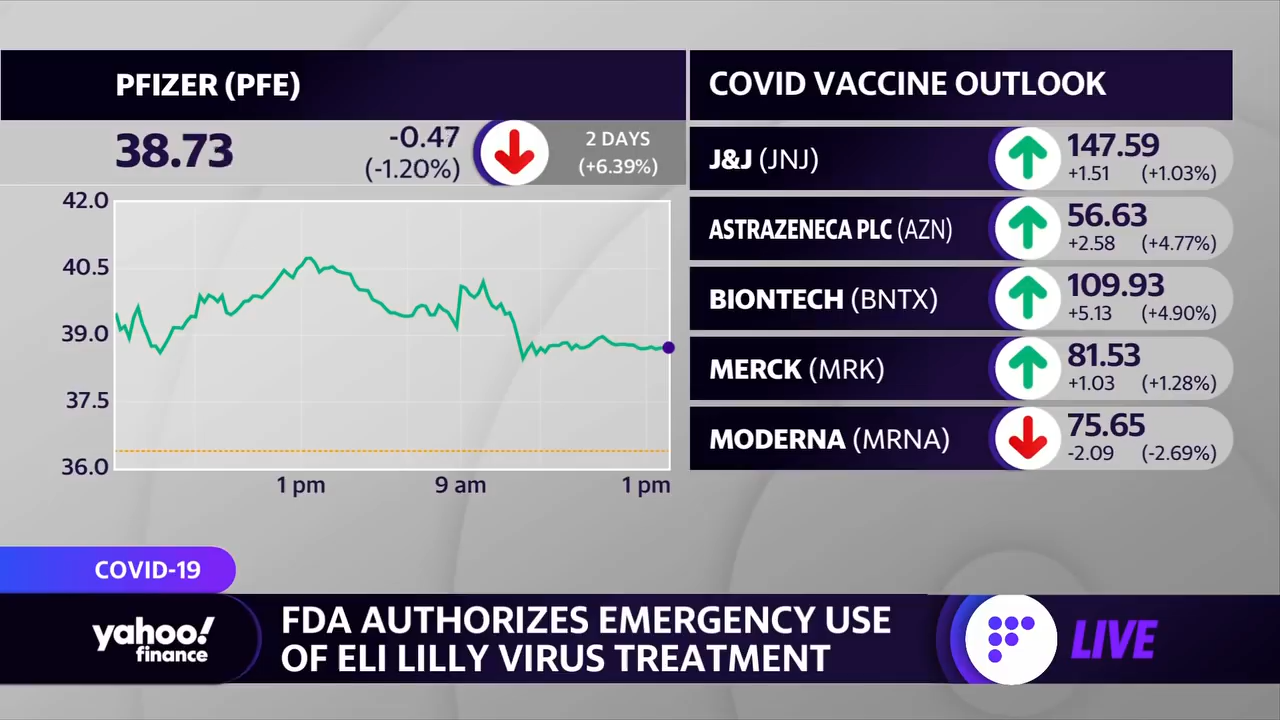 PFIZER (PFE)
38.73
-0.47
(-1.20%)
2 DAYS
(+6.39%)
42.0
40.5
39.0
37.5
36.0
1 pm
9 am
1 pm
COVID VACCINE OUTLOOK
J&J (JNJ)
147.59
+1.51 (+1.03%)
ASTRAZENECA PLC (AZN)
56.63
+2.58 (+4.77%)
BIONTECH (BNTX)
109.93
+5.13 (+4.90%)
MERCK (MRK)
81.53
+1.03 (+1.28%)
MODERNA (MRNA)
75.65
-2.09 (-2.69%)
COVID-19
yahoo!
finance
FDA AUTHORIZES EMERGENCY USE
OF ELI LILLY VIRUS TREATMENT
LIVE